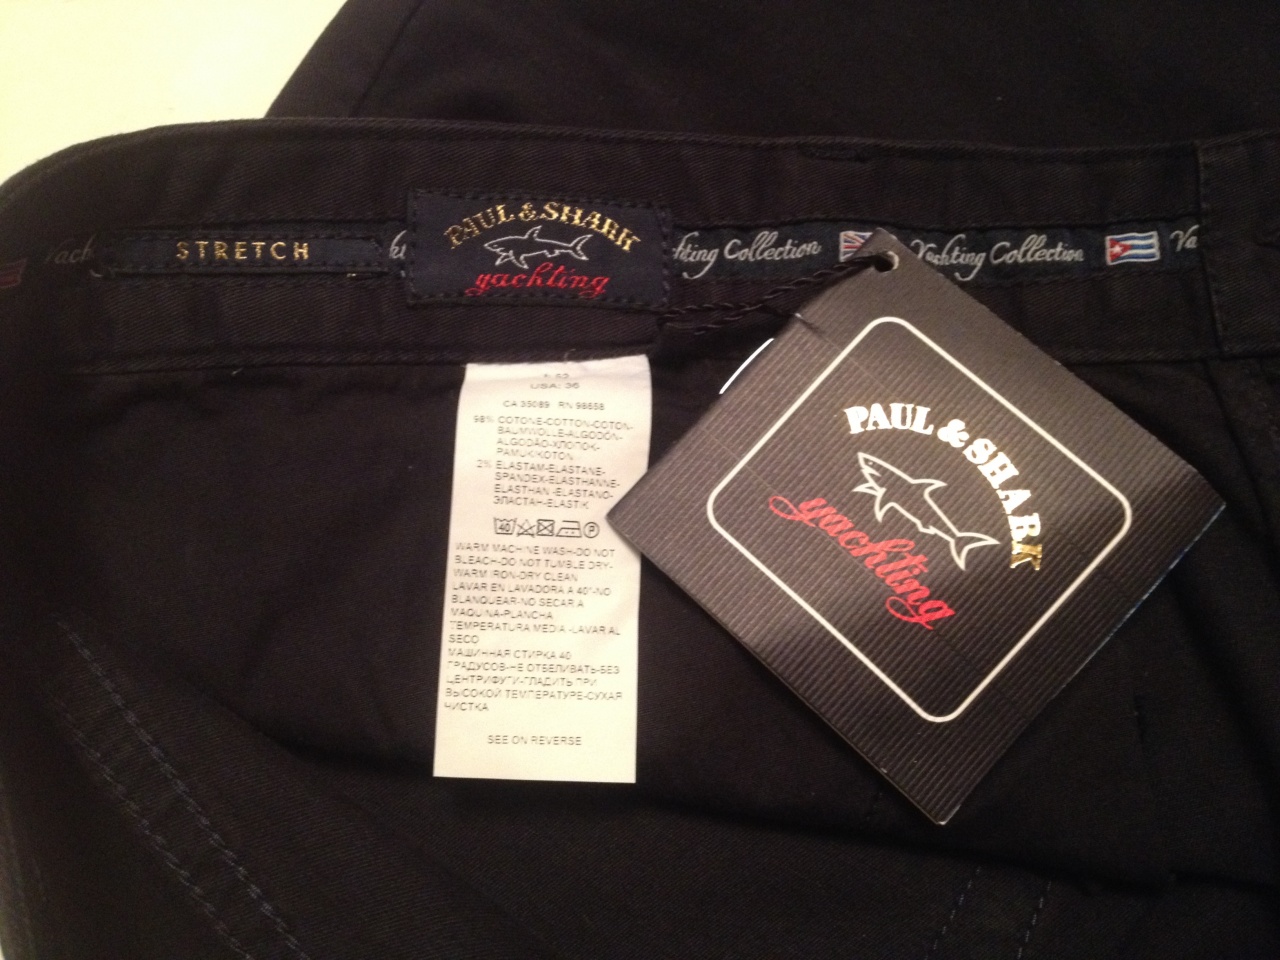 STRETCH
PAUL & SHARK
yachting
Yachting Collection
Yachting Collection
I: 52
USA: 36
CA 35089 RN 98658
98% COTONE-COTTON-COTON-
BAUMWOLLE-ALGODÓN-
ALGODÃO-ХЛОПОК-
PAMUK/KOTON
2% ELASTAM-ELASTANE-
SPANDEX-ELASTHANNE-
ELASTHAN-ELASTANO-
ЭЛАСТАН-ELASTIK
40 P
WARM MACHINE WASH-DO NOT
BLEACH-DO NOT TUMBLE DRY-
WARM IRON-DRY CLEAN
LAVAR EN LAVADORA A 40°-NO
BLANQUEAR-NO SECAR A
MAQUINA-PLANCHA
TEMPERATURA MEDIA -LAVAR AL
SECO
МАШИННАЯ СТИРКА 40
ГРАДУСОВ-НЕ ОТБЕЛИВАТЬ-БЕЗ
ЦЕНТРИФУГИ-ГЛАДИТЬ ПРИ
ВЫСОКОЙ ТЕМПЕРАТУРЕ-СУХАЯ
ЧИСТКА
SEE ON REVERSE
PAUL & SHARK
yachting